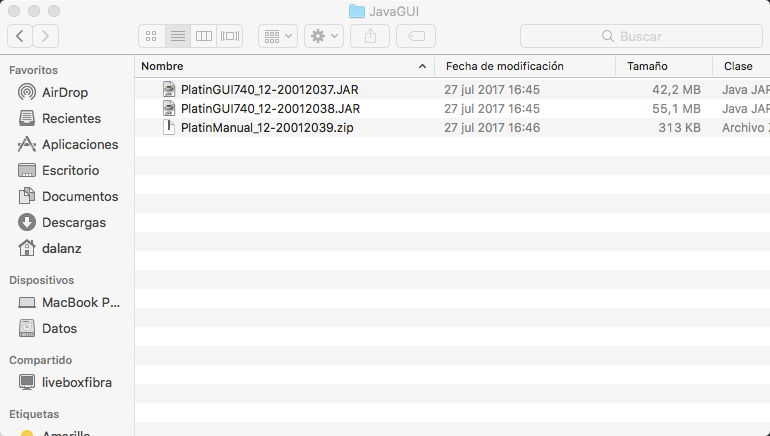 JavaGUI
Buscar
Favoritos
AirDrop
Recientes
Aplicaciones
Escritorio
Documentos
Descargas
dalanz
Dispositivos
MacBook P...
Datos
Compartido
liveboxfibra
Etiquetas
Amarillo
Nombre Fecha de modificación Tamaño Clase
PlatinGUI740_12-20012037.JAR 27 jul 2017 16:45 42,2 MB Java JAR
PlatinGUI740_12-20012038.JAR 27 jul 2017 16:45 55,1 MB Java JAR
PlatinManual_12-20012039.zip 27 jul 2017 16:46 313 KB Archivo